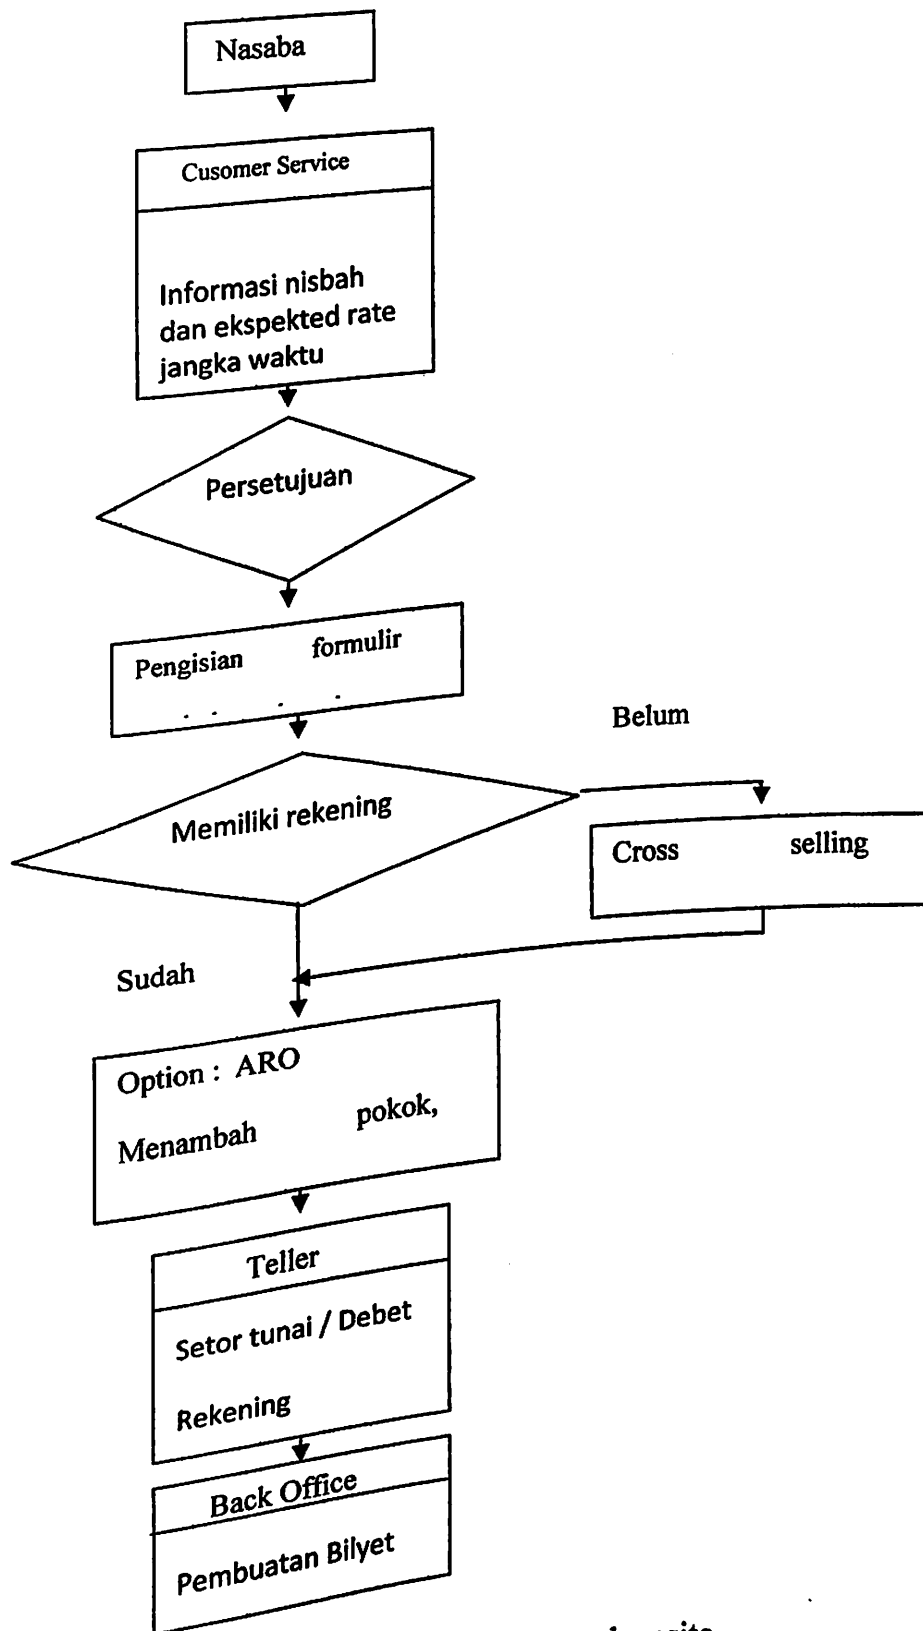 Nasaba
Cusomer Service
Informasi nisbah
dan ekspekted rate
jangka waktu
Persetujuan
Pengisian formulir
Belum
Memiliki rekening
Cross selling
Sudah
Option : ARO
Menambah pokok,
Teller
Setor tunai / Debet
Rekening
Back Office
Pembuatan Bilyet